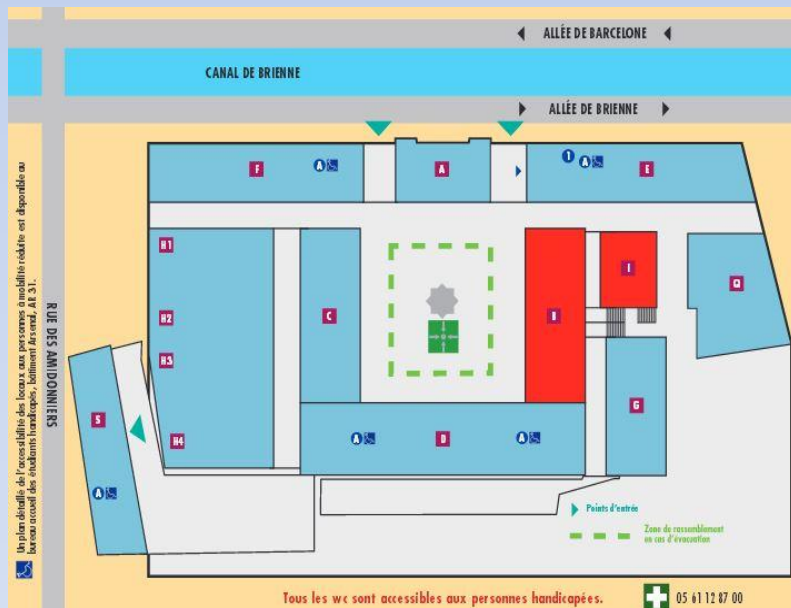 ALLÉE DE BARCELONE
CANAL DE BRIENNE
ALLÉE DE BRIENNE
F
A
A
1
A
E
H1
H2
H3
H4
C
I
Q
S
A
A
D
A
G
RUE DES AMIDONNIERS
Un plan détaillé de l'accessibilité des locaux aux personnes à mobilité réduite est disponible au
bureau accueil des étudiants handicapés, bâtiment Arsenal, AR 31.
Points d'entrée
Zone de rassemblement
en cas d'évacuation
Tous les wc sont accessibles aux personnes handicapées.
05 61 12 87 00